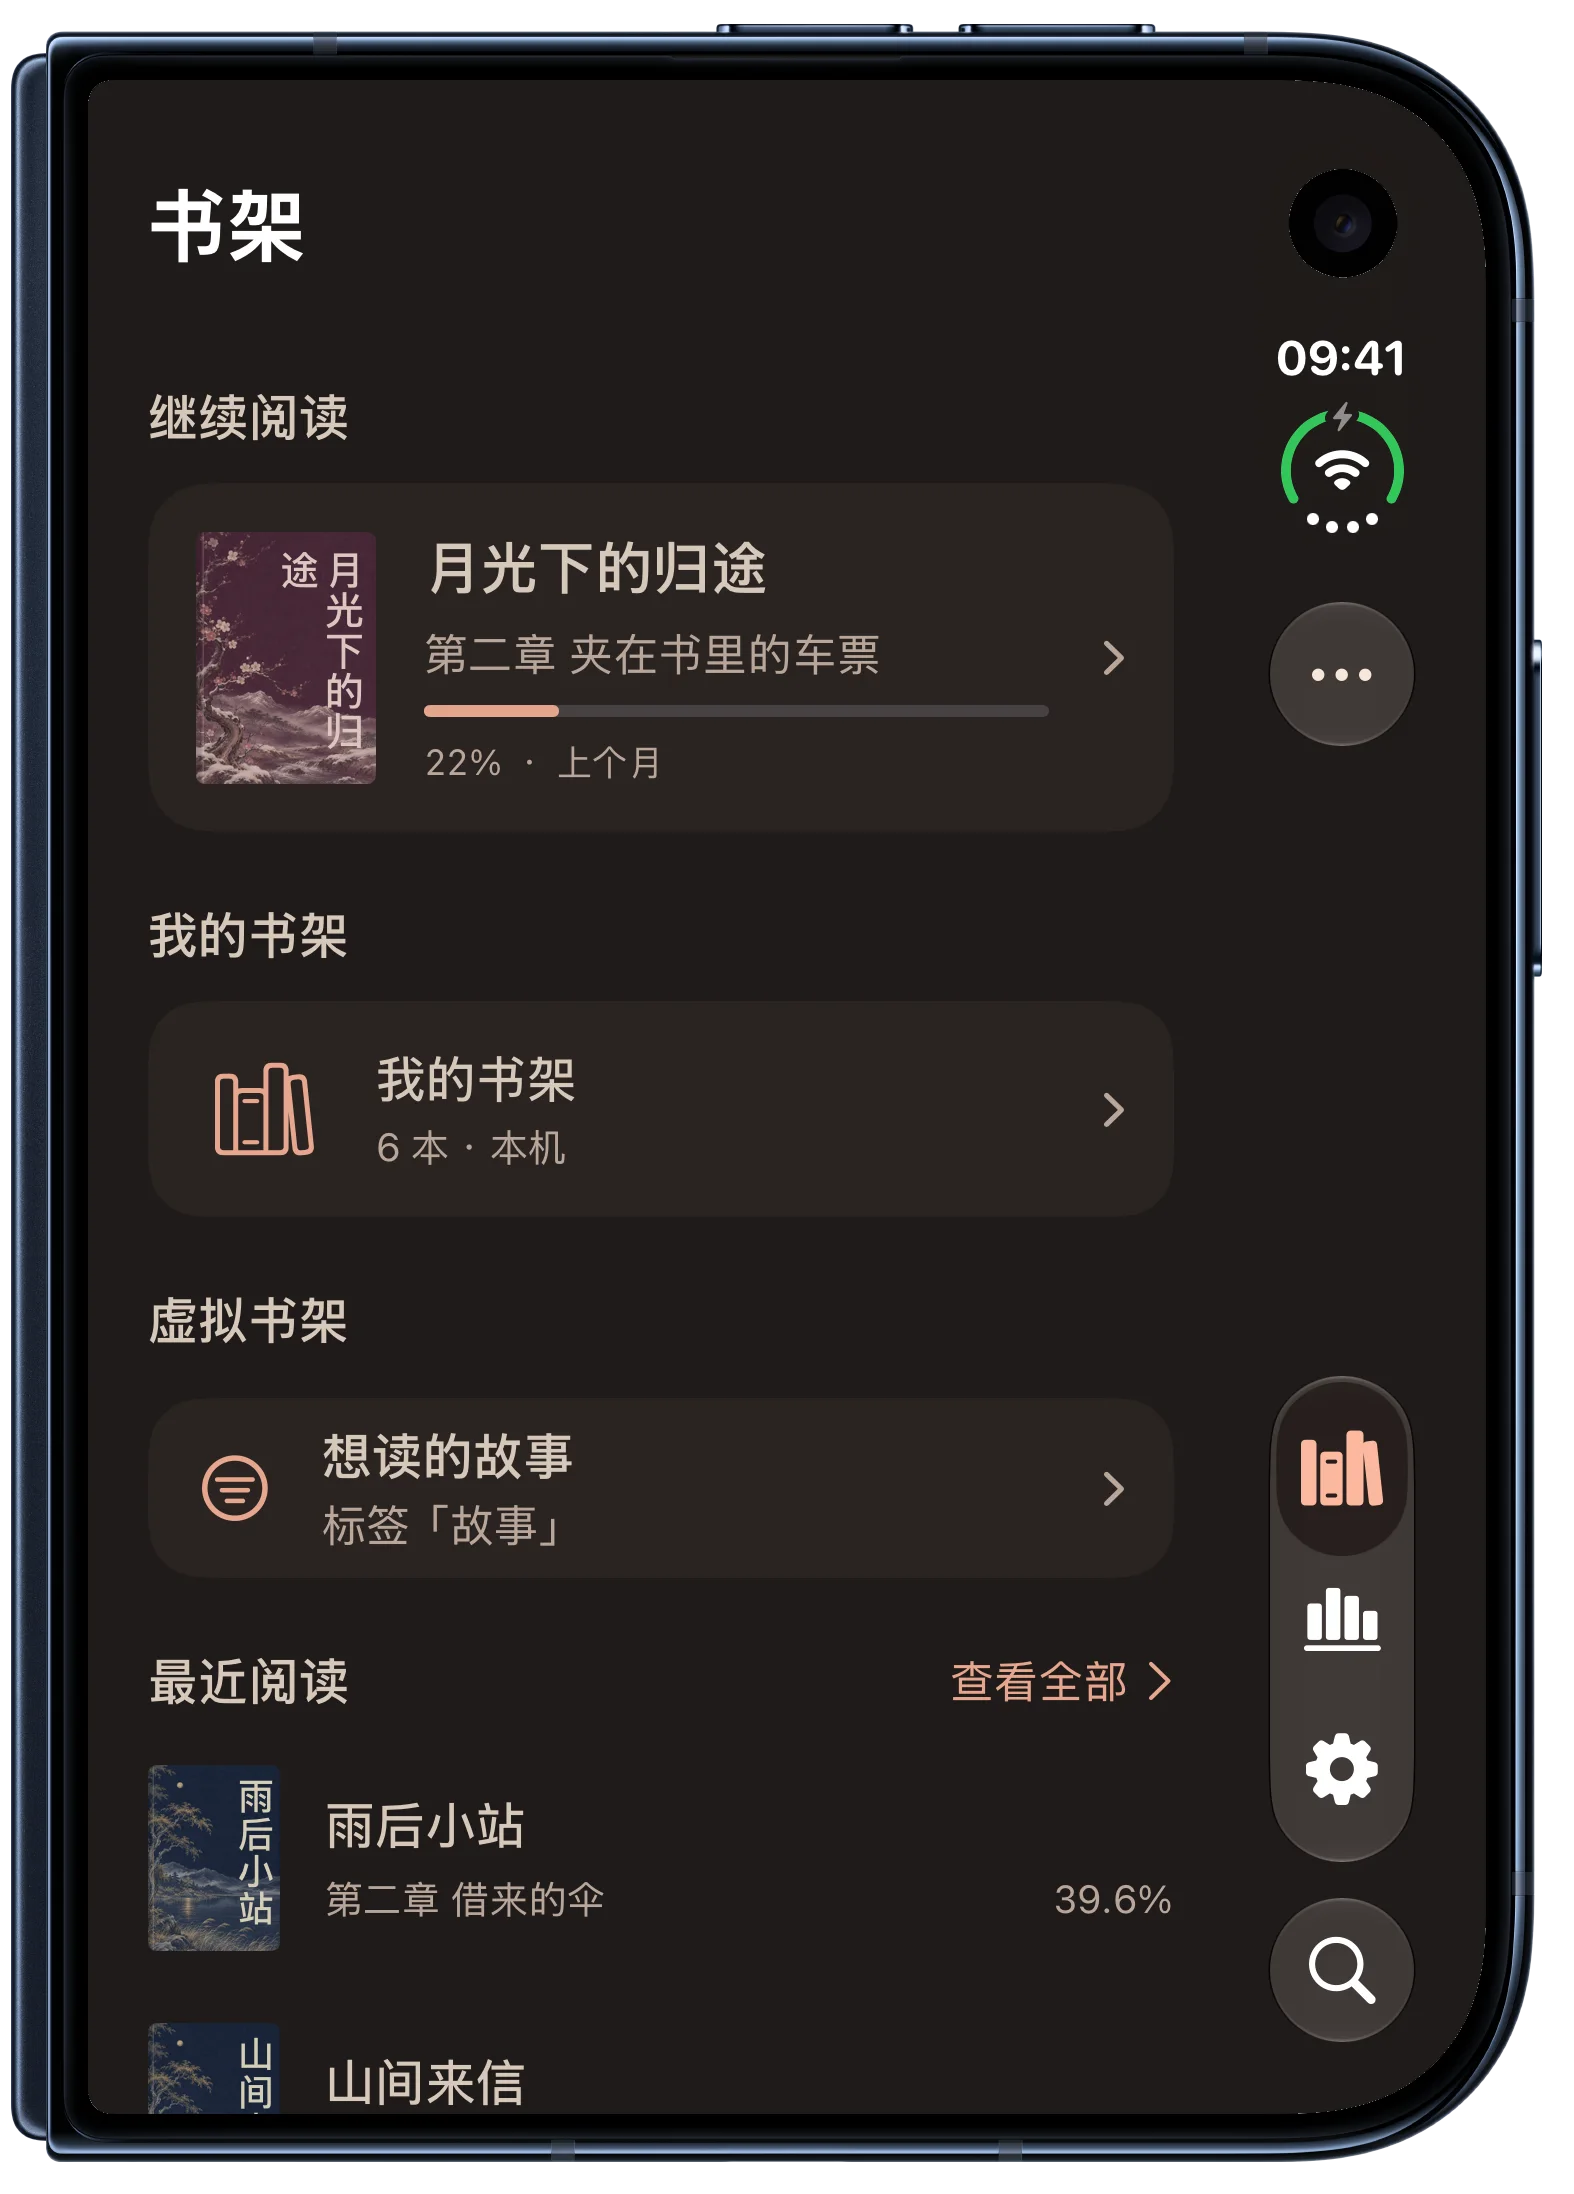 书架
09:41
继续阅读
月光下的归途
月光下的归途
第二章 夹在书里的车票
22% · 上个月
我的书架
我的书架
6 本 · 本机
虚拟书架
想读的故事
标签「故事」
最近阅读
查看全部
雨后小站
雨后小站
第二章 借来的伞
39.6%
山间
山间来信